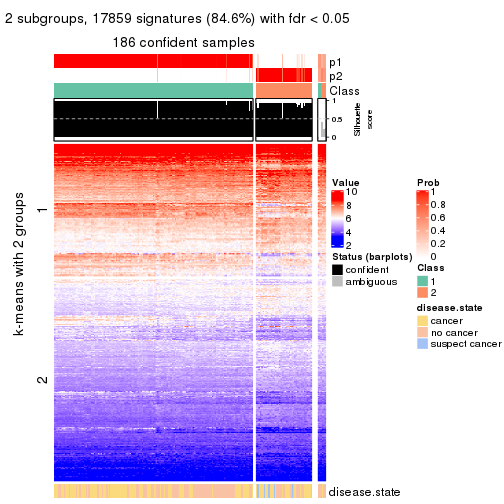 2 subgroups, 17859 signatures (84.6%) with fdr < 0.05
186 confident samples
p1
p2
Class
1
0.5
0
Silhouette
score
k-means with 2 groups
1
2
Value
10
8
6
4
2
Status (barplots)
confident
ambiguous
Prob
1
0.8
0.6
0.4
0.2
0
Class
1
2
disease.state
cancer
no cancer
suspect cancer
disease.state